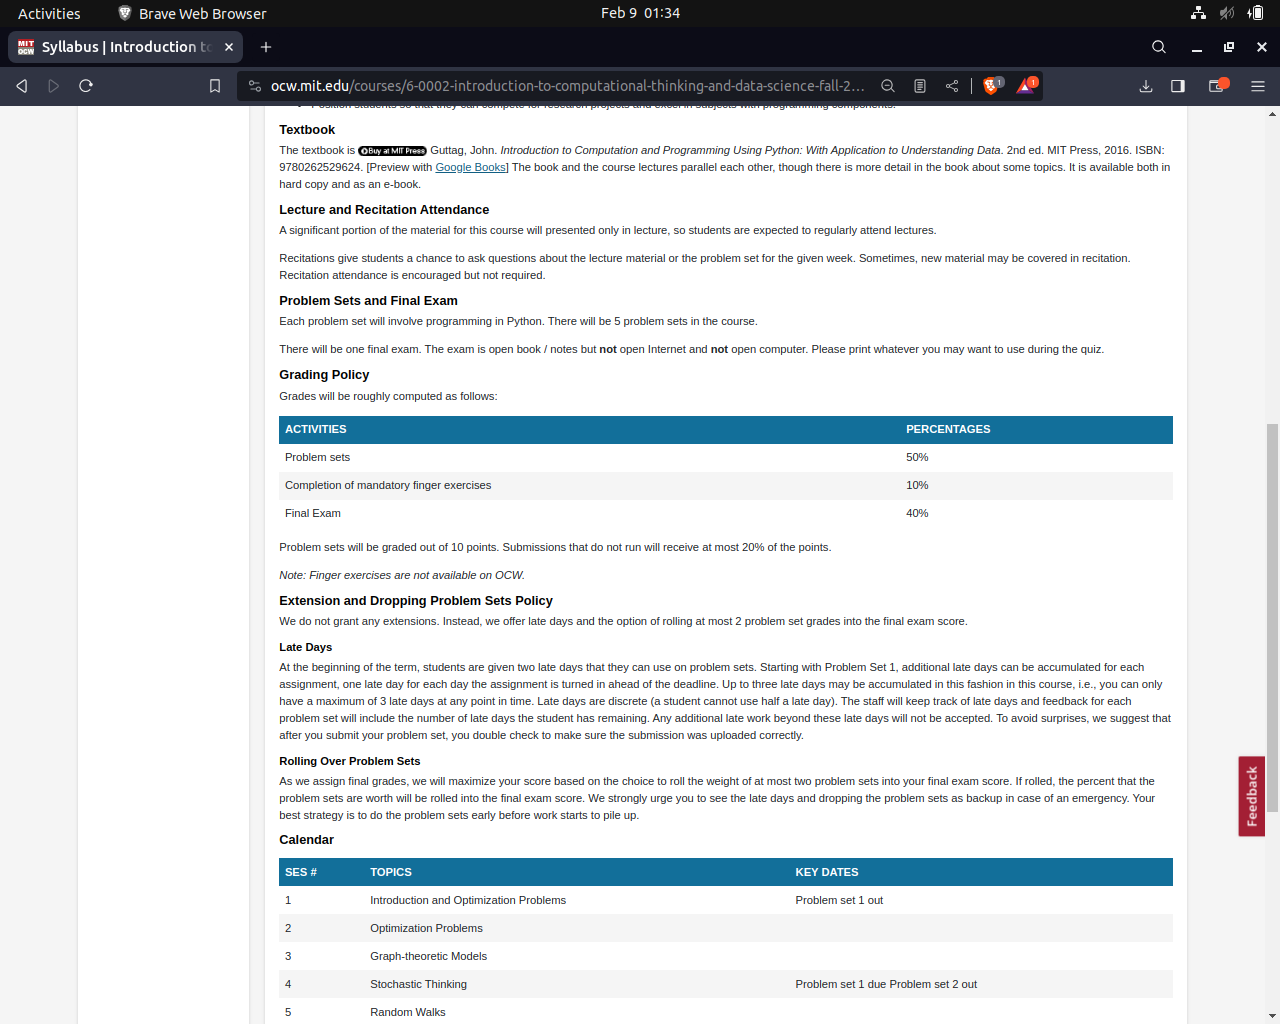 Activities
Brave Web Browser
Feb 9 01:34
MIT OCW
Syllabus | Introduction to
ocw.mit.edu/courses/6-0002-introduction-to-computational-thinking-and-data-science-fall-2...
1
1
Position students so that they can compete for research projects and excel in subjects with programming components.
Textbook
The textbook is Buy at MIT Press Guttag, John. Introduction to Computation and Programming Using Python: With Application to Understanding Data. 2nd ed. MIT Press, 2016. ISBN:
9780262529624. [Preview with Google Books] The book and the course lectures parallel each other, though there is more detail in the book about some topics. It is available both in
hard copy and as an e-book.
Lecture and Recitation Attendance
A significant portion of the material for this course will presented only in lecture, so students are expected to regularly attend lectures.
Recitations give students a chance to ask questions about the lecture material or the problem set for the given week. Sometimes, new material may be covered in recitation.
Recitation attendance is encouraged but not required.
Problem Sets and Final Exam
Each problem set will involve programming in Python. There will be 5 problem sets in the course.
There will be one final exam. The exam is open book / notes but not open Internet and not open computer. Please print whatever you may want to use during the quiz.
Grading Policy
Grades will be roughly computed as follows:
ACTIVITIES PERCENTAGES
Problem sets 50%
Completion of mandatory finger exercises 10%
Final Exam 40%
Problem sets will be graded out of 10 points. Submissions that do not run will receive at most 20% of the points.
Note: Finger exercises are not available on OCW.
Extension and Dropping Problem Sets Policy
We do not grant any extensions. Instead, we offer late days and the option of rolling at most 2 problem set grades into the final exam score.
Late Days
At the beginning of the term, students are given two late days that they can use on problem sets. Starting with Problem Set 1, additional late days can be accumulated for each
assignment, one late day for each day the assignment is turned in ahead of the deadline. Up to three late days may be accumulated in this fashion in this course, i.e., you can only
have a maximum of 3 late days at any point in time. Late days are discrete (a student cannot use half a late day). The staff will keep track of late days and feedback for each
problem set will include the number of late days the student has remaining. Any additional late work beyond these late days will not be accepted. To avoid surprises, we suggest that
after you submit your problem set, you double check to make sure the submission was uploaded correctly.
Rolling Over Problem Sets
As we assign final grades, we will maximize your score based on the choice to roll the weight of at most two problem sets into your final exam score. If rolled, the percent that the
problem sets are worth will be rolled into the final exam score. We strongly urge you to see the late days and dropping the problem sets as backup in case of an emergency. Your
best strategy is to do the problem sets early before work starts to pile up.
Feedback
Calendar
SES # TOPICS KEY DATES
1 Introduction and Optimization Problems Problem set 1 out
2 Optimization Problems
3 Graph-theoretic Models
4 Stochastic Thinking Problem set 1 due Problem set 2 out
5 Random Walks